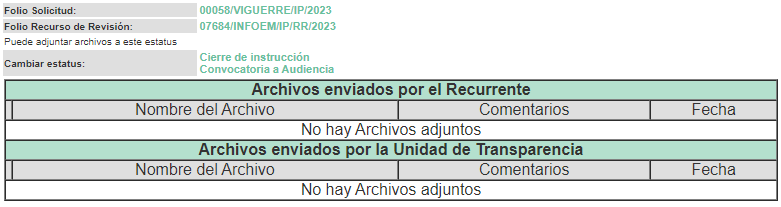 Folio Solicitud: 00058/VIGUERRE/IP/2023
Folio Recurso de Revisión: 07684/INFOEM/IP/RR/2023
Puede adjuntar archivos a este estatus
Cambiar estatus: Cierre de instrucción
Convocatoria a Audiencia
Archivos enviados por el Recurrente
Nombre del Archivo Comentarios Fecha
No hay Archivos adjuntos
Archivos enviados por la Unidad de Transparencia
Nombre del Archivo Comentarios Fecha
No hay Archivos adjuntos